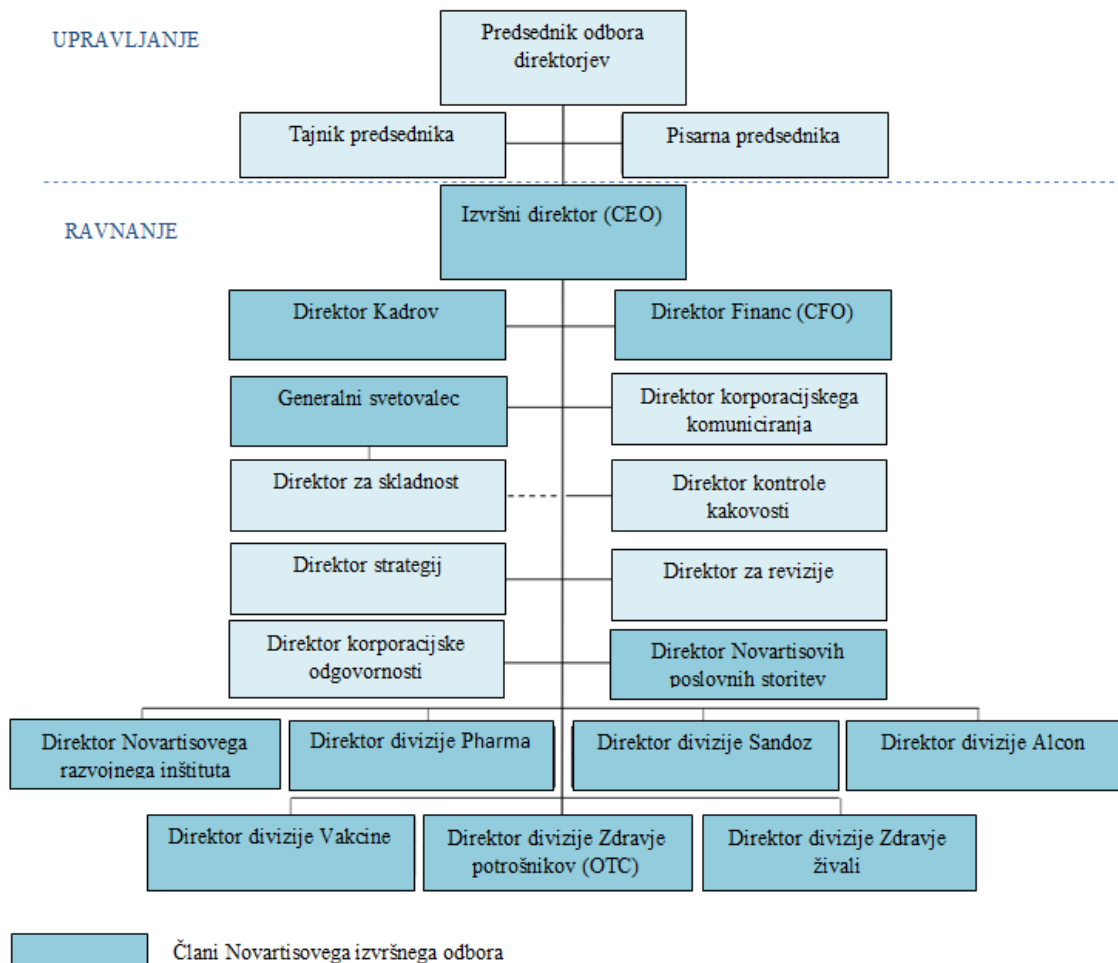 UPRAVLJANJE
Predsednik odbora
direktorjev
Tajnik predsednika
Pisarna predsednika
Izvršni direktor (CEO)
RAVNANJE
Direktor Kadrov
Direktor Financ (CFO)
Generalni svetovalec
Direktor korporacijskega
komuniciranja
Direktor za skladnost
Direktor kontrole
kakovosti
Direktor strategij
Direktor za revizije
Direktor korporacijske
odgovornosti
Direktor Novartisovih
poslovnih storitev
Direktor Novartisovega
razvojnega inštituta
Direktor divizije Pharma
Direktor divizije Sandoz
Direktor divizije Alcon
Direktor divizije Vakcine
Direktor divizije Zdravje
potrošnikov (OTC)
Direktor divizije Zdravje
živali
Člani Novartisovega izvršnega odbora